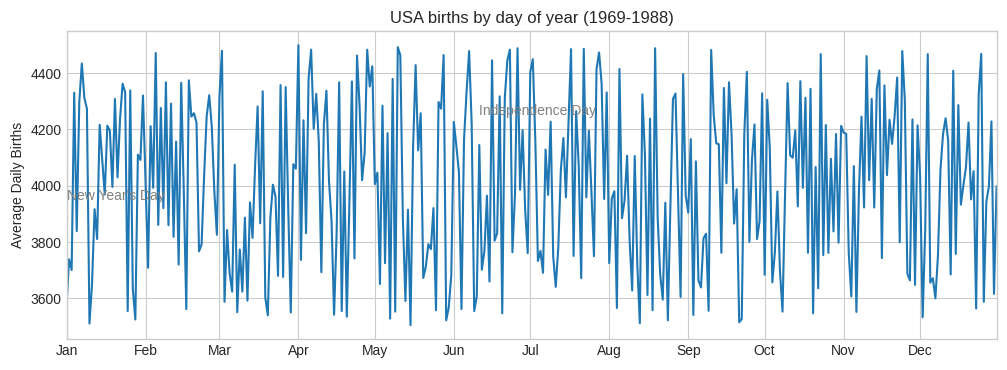 USA births by day of year (1969-1988)
Average Daily Births
4400
4200
4000
3800
3600
Independence Day
New Year's Day
Jan Feb Mar Apr May Jun Jul Aug Sep Oct Nov Dec